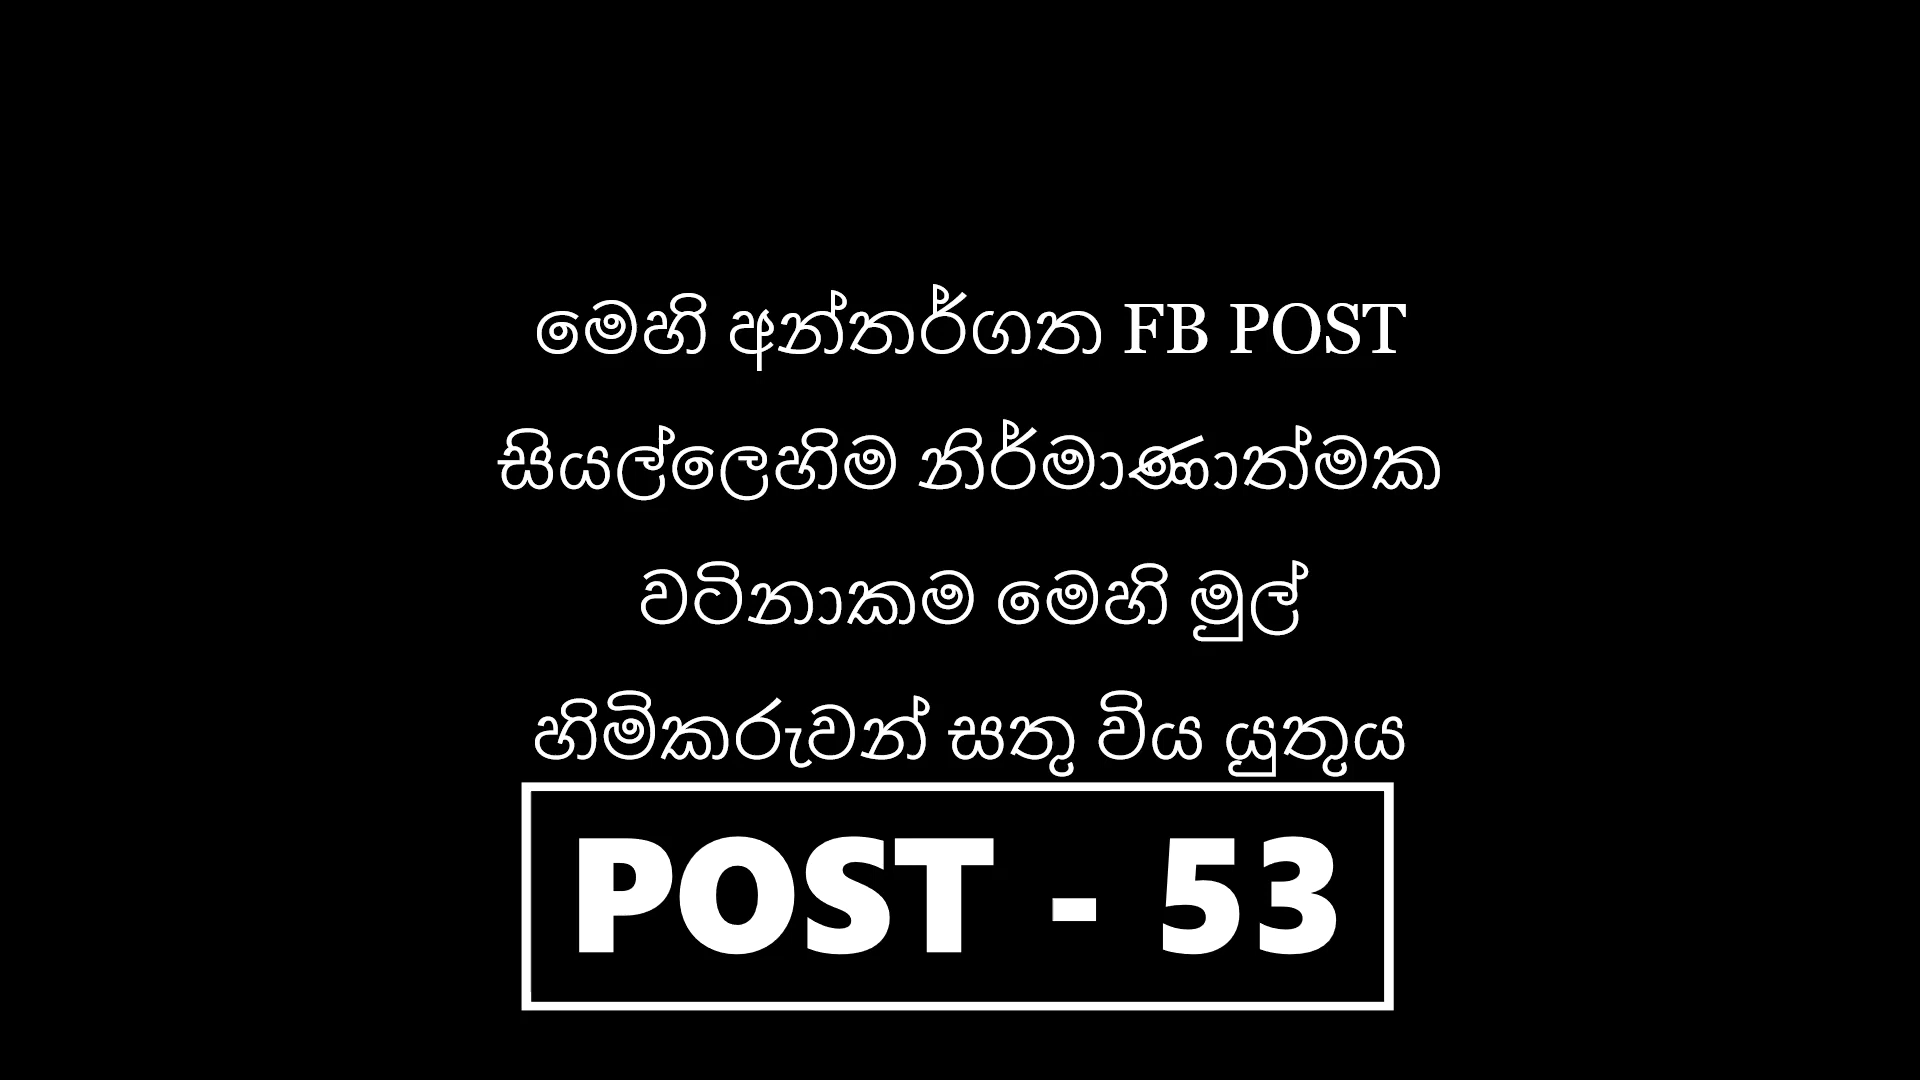 මෙහි අන්තර්ගත FB POST
සියල්ලෙහිම නිර්මාණාත්මක
වටිනාකම මෙහි මුල්
හිමිකරුවන් සතු විය යුතුය
POST - 53